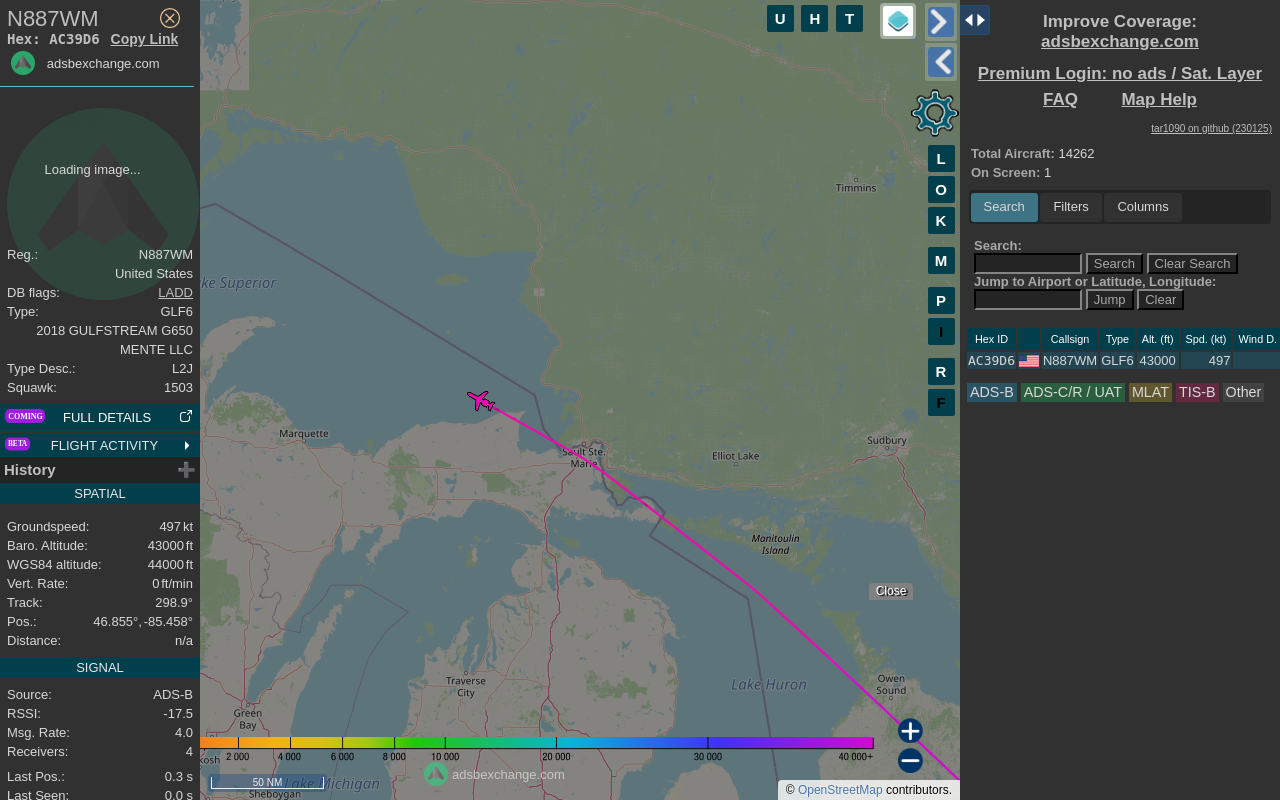 N887WM
Hex: AC39D6 Copy Link
adsbexchange.com
Loading image...
Reg.: N887WM
United States
DB flags: LADD
Type: GLF6
2018 GULFSTREAM G650
MENTE LLC
Type Desc.: L2J
Squawk: 1503
COMING FULL DETAILS
BETA FLIGHT ACTIVITY
History
SPATIAL
Groundspeed: 497 kt
Baro. Altitude: 43000 ft
WGS84 altitude: 44000 ft
Vert. Rate: 0 ft/min
Track: 298.9°
Pos.: 46.855°, -85.458°
Distance: n/a
SIGNAL
Source: ADS-B
RSSI: -17.5
Msg. Rate: 4.0
Receivers: 4
Last Pos.: 0.3 s
Last Seen: 0.0 s
U H T
L
O
K
M
P
I
R
F
Timmins
ke Superior
Marquette
Sault Ste.
Marie
Elliot Lake
Sudbury
Manitoulin
Island
Close
Traverse
City
Lake Huron
Owen
Sound
Green
Bay
kosh
2 000 4 000 6 000 8 000 10 000 20 000 30 000 40 000+
adsbexchange.com
50 NM
Lake Michigan
Sheboygan
© OpenStreetMap contributors.
Improve Coverage:
adsbexchange.com
Premium Login: no ads / Sat. Layer
FAQ Map Help
tar1090 on github (230125)
Total Aircraft: 14262
On Screen: 1
Search Filters Columns
Search:
Search Clear Search
Jump to Airport or Latitude, Longitude:
Jump Clear
Hex ID Callsign Type Alt. (ft) Spd. (kt) Wind D.
AC39D6 N887WM GLF6 43000 497
ADS-B ADS-C/R / UAT MLAT TIS-B Other